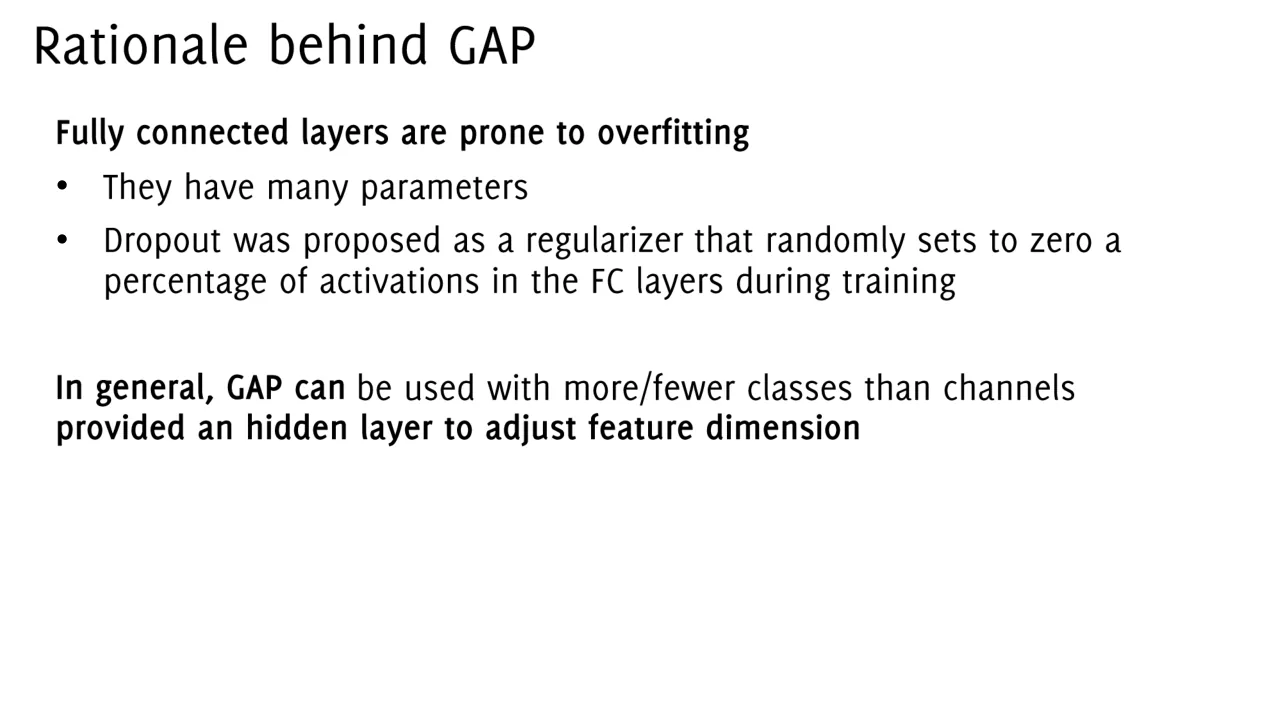 Rationale behind GAP
Fully connected layers are prone to overfitting
• They have many parameters
• Dropout was proposed as a regularizer that randomly sets to zero a
percentage of activations in the FC layers during training
In general, GAP can be used with more/fewer classes than channels
provided an hidden layer to adjust feature dimension